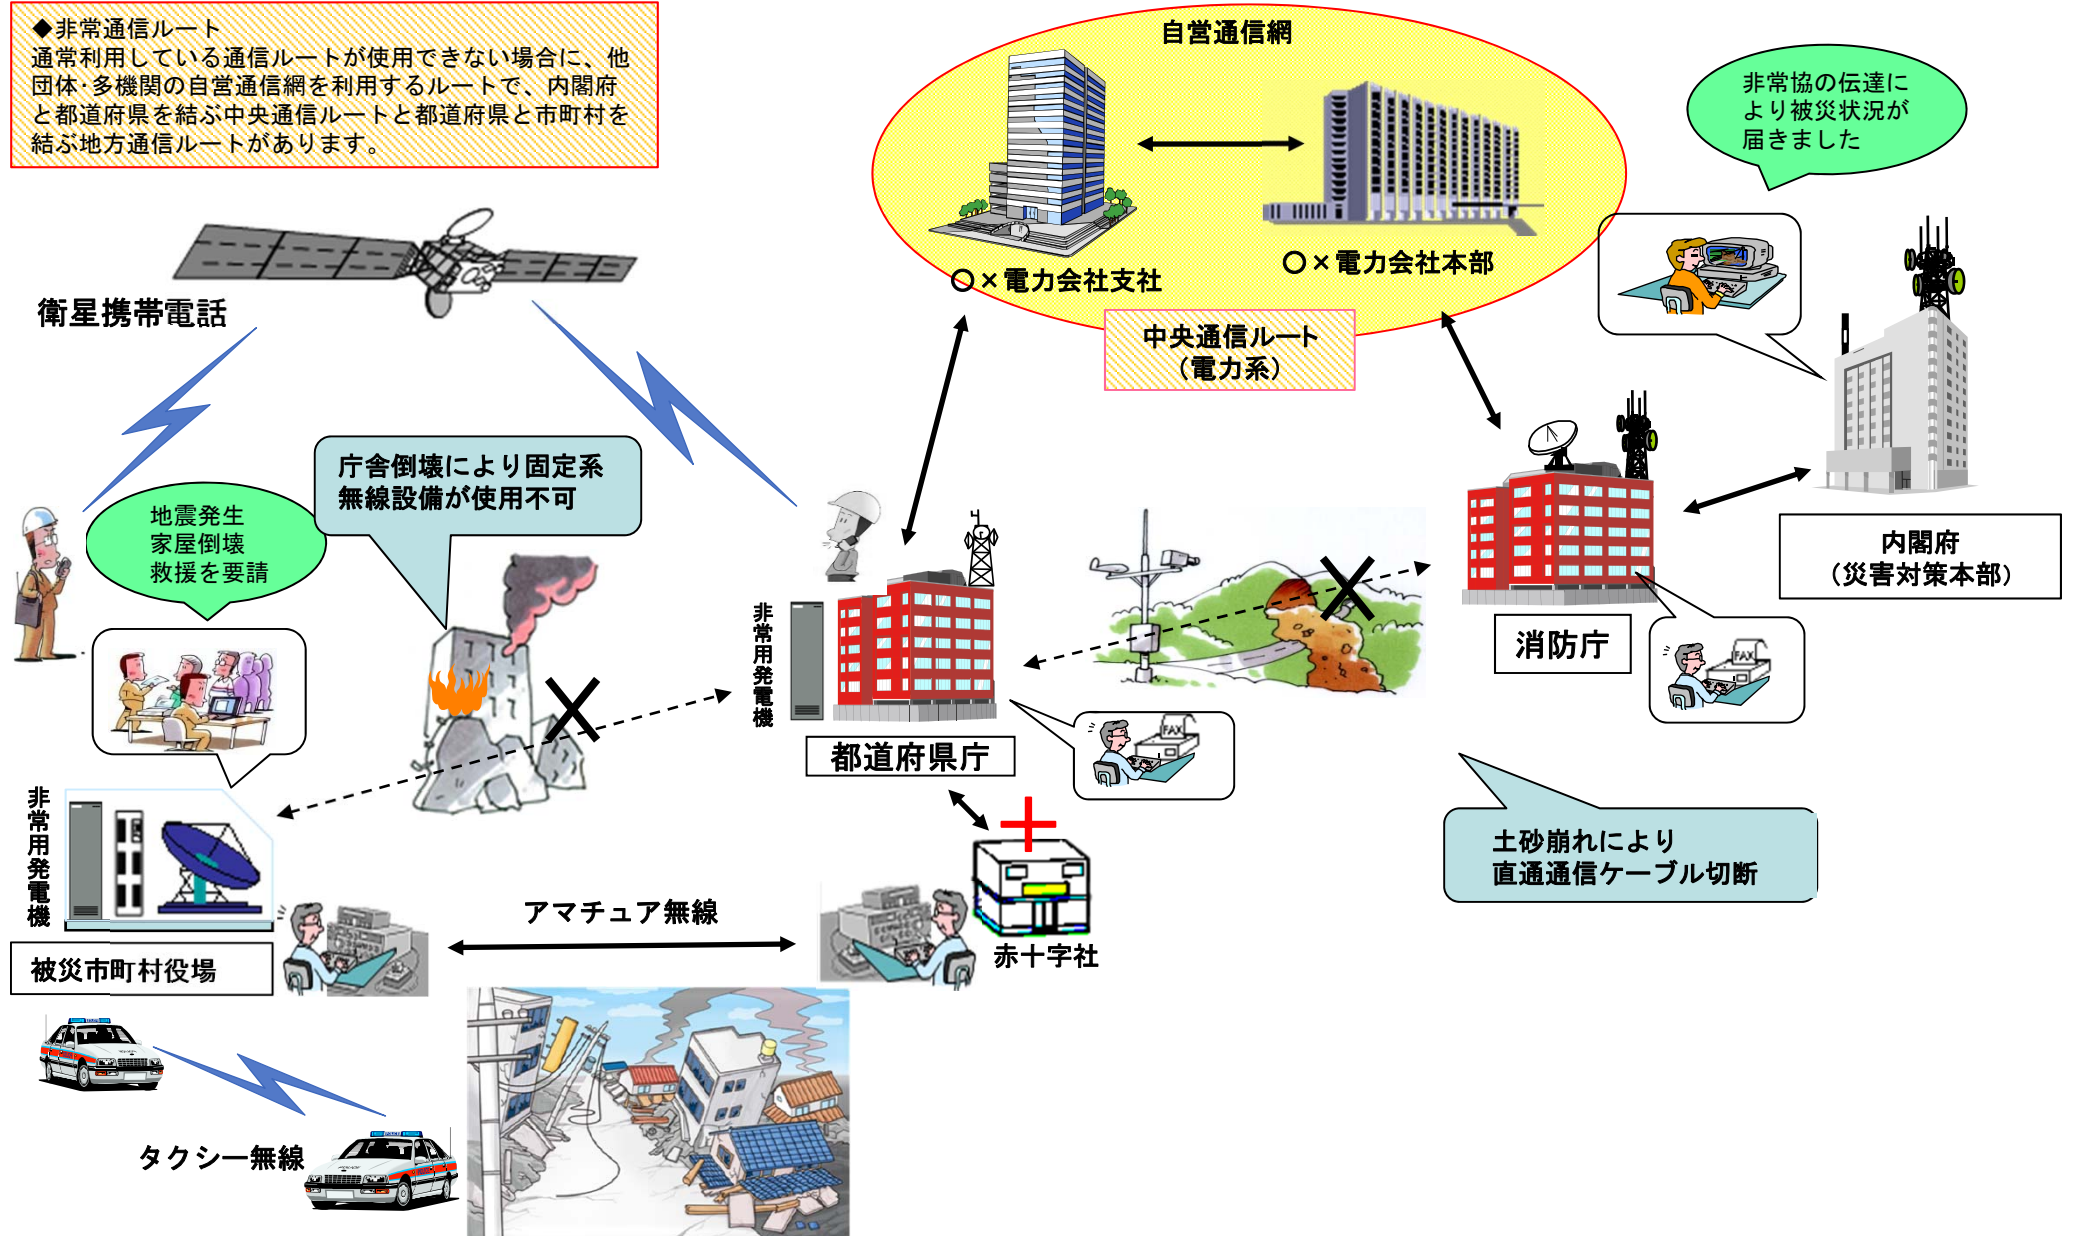 ◆非常通信ルート
通常利用している通信ルートが使用できない場合に、他
団体・多機関の自営通信網を利用するルートで、内閣府
と都道府県を結ぶ中央通信ルートと都道府県と市町村を
結ぶ地方通信ルートがあります。
自営通信網
〇×電力会社支社
〇×電力会社本部
中央通信ルート
（電力系）
非常協の伝達に
より被災状況が
届きました
衛星携帯電話
庁舎倒壊により固定系
無線設備が使用不可
地震発生
家屋倒壊
救援を要請
内閣府
（災害対策本部）
消防庁
FAX
非常用発電機
都道府県庁
FAX
土砂崩れにより
直通通信ケーブル切断
非常用発電機
被災市町村役場
アマチュア無線
赤十字社
タクシー無線